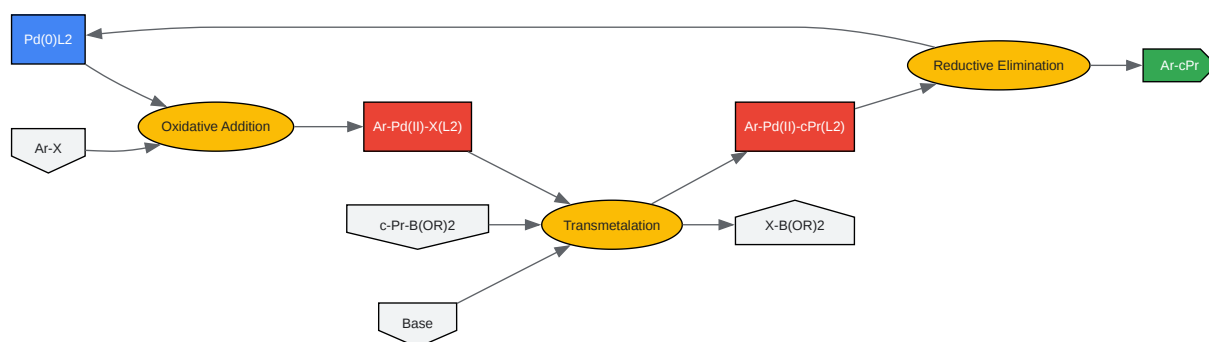 Pd(0)L2
Ar-X
Oxidative Addition
Ar-Pd(II)-X(L2)
c-Pr-B(OR)2
Base
Transmetalation
Ar-Pd(II)-cPr(L2)
X-B(OR)2
Reductive Elimination
Ar-cPr